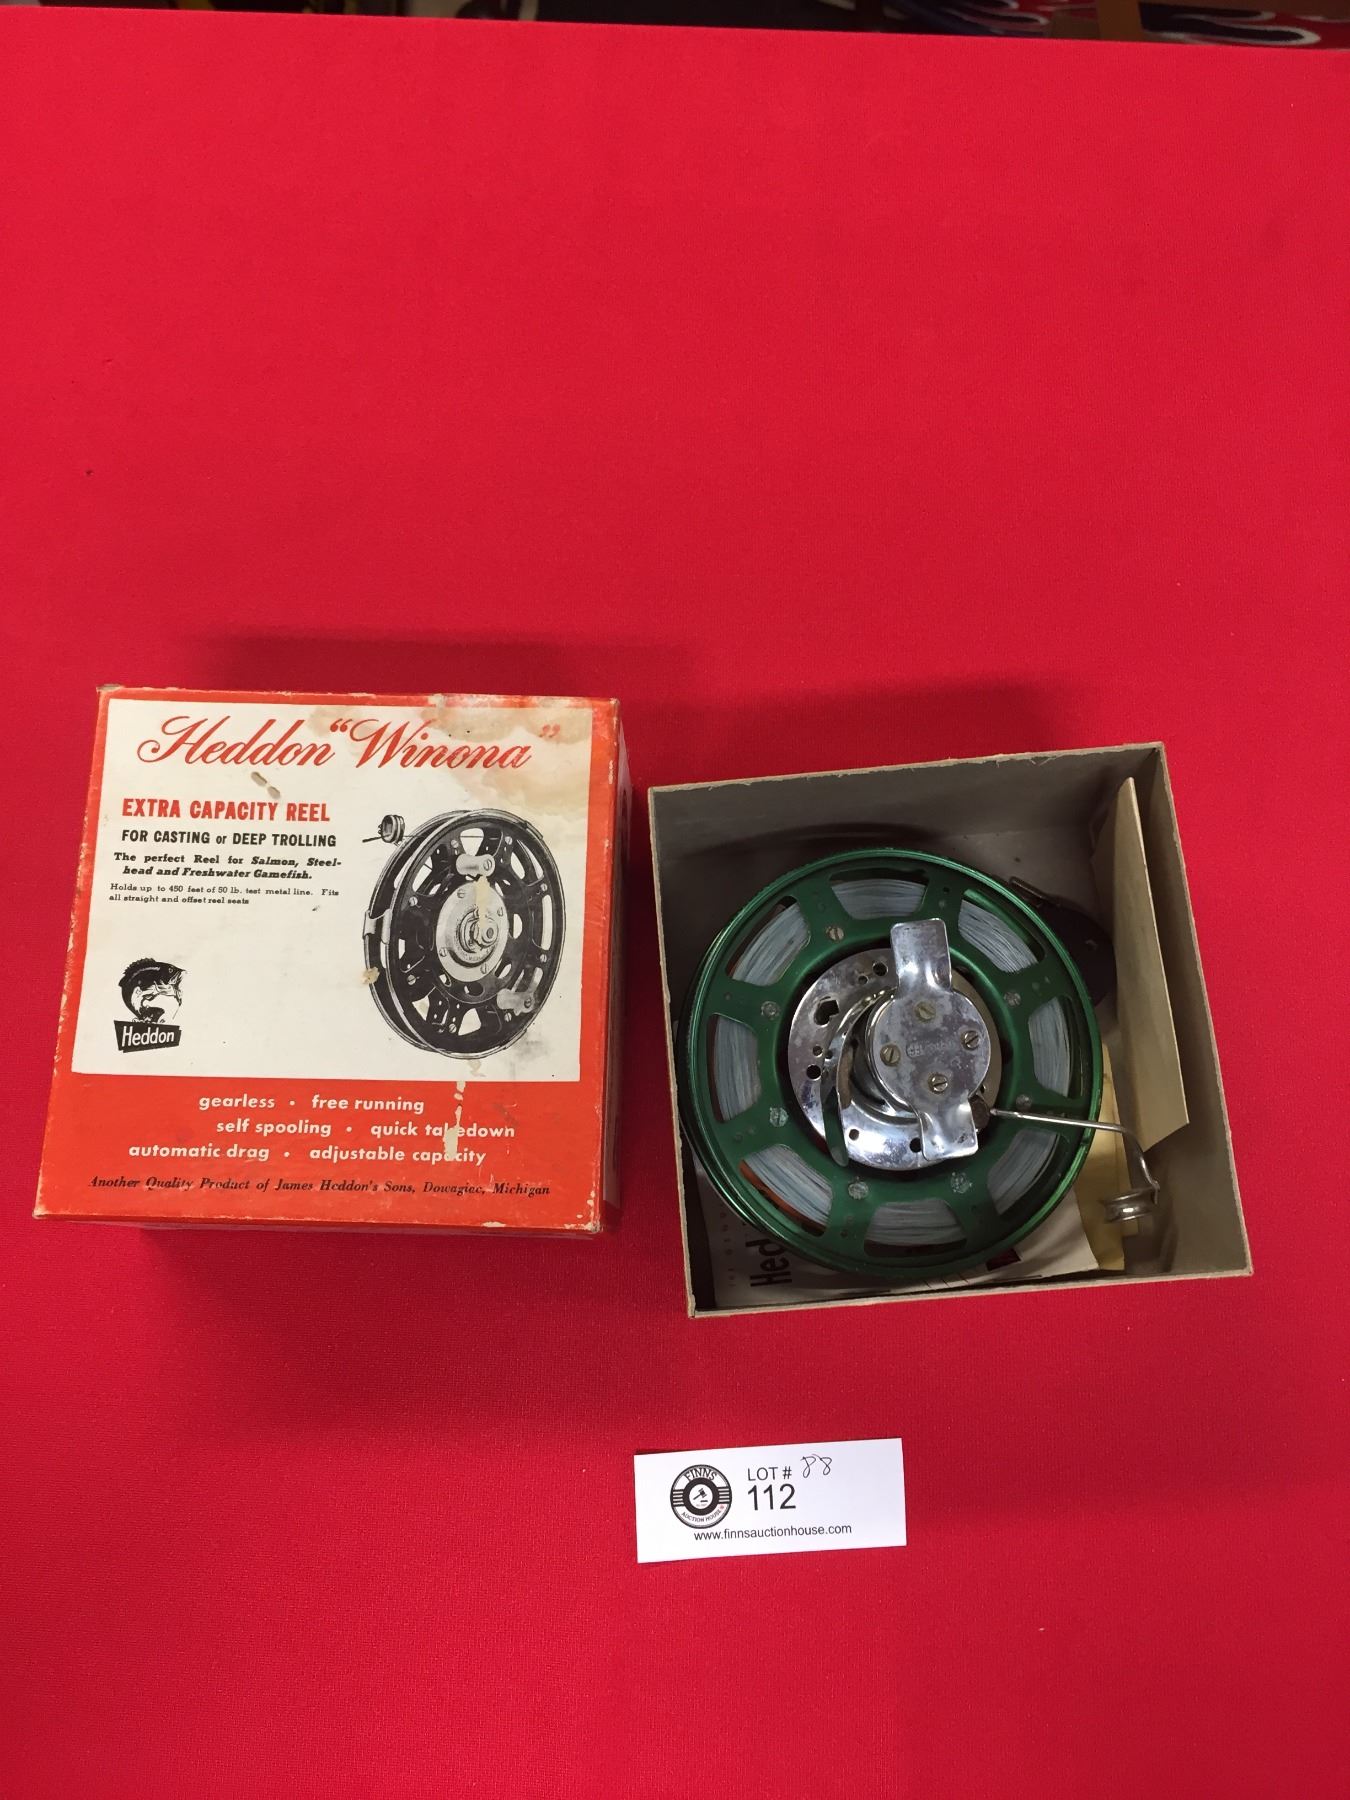 Heddon "Winona"
EXTRA CAPACITY REEL
FOR CASTING or DEEP TROLLING
The perfect Reel for Salmon, Steel-
head and Freshwater Gamefish.
Holds up to 450 feet of 50 lb. test metal line. Fits
all straight and offset reel seats
Heddon
gearless • free running
self spooling • quick takedown
automatic drag • adjustable capacity
Another Quality Product of James Heddon's Sons, Dowagiac, Michigan
Hed
FINNS
AUCTION HOUSE
LOT # 88
112
www.finnsauctionhouse.com